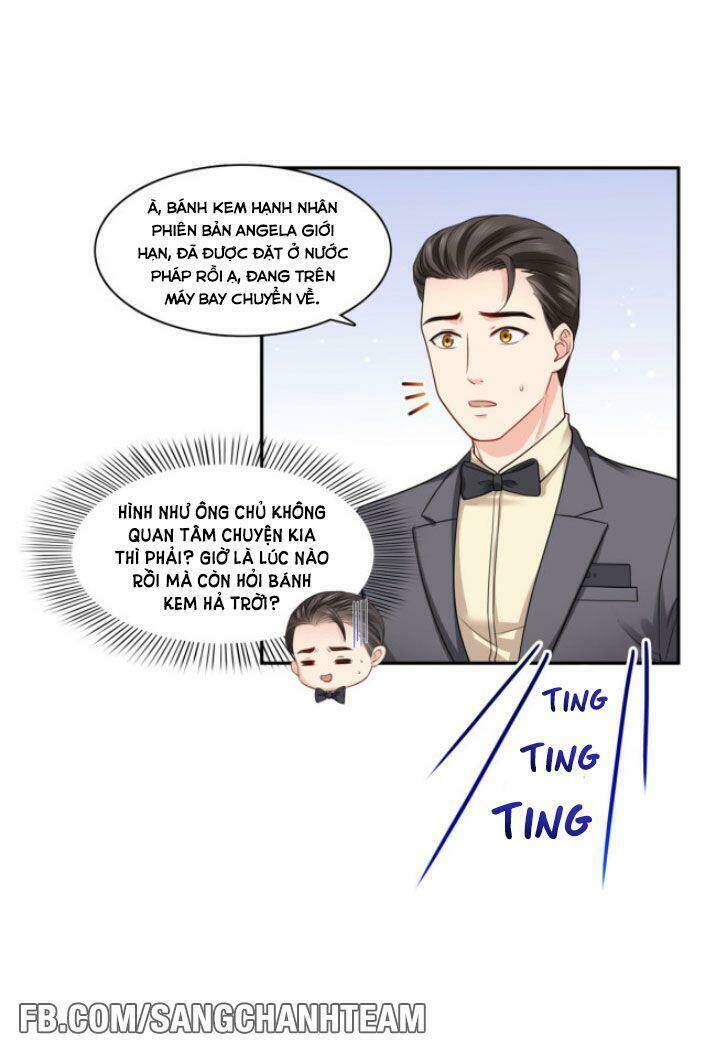 À, BÁNH KEM HẠNH NHÂN
PHIÊN BẢN ANGELA GIỚI
HẠN, ĐÃ ĐƯỢC ĐẶT Ở NƯỚC
PHÁP RỒI Ạ, ĐANG TRÊN
MÁY BAY CHUYỂN VỀ.
HÌNH NHƯ ÔNG CHỦ KHÔNG
QUAN TÂM CHUYỆN KIA
THÌ PHẢI? GIỜ LÀ LÚC NÀO
RỒI MÀ CÒN HỎI BÁNH
KEM HẢ TRỜI?
TING
TING
TING
FB.COM/SANGCHANHTEAM